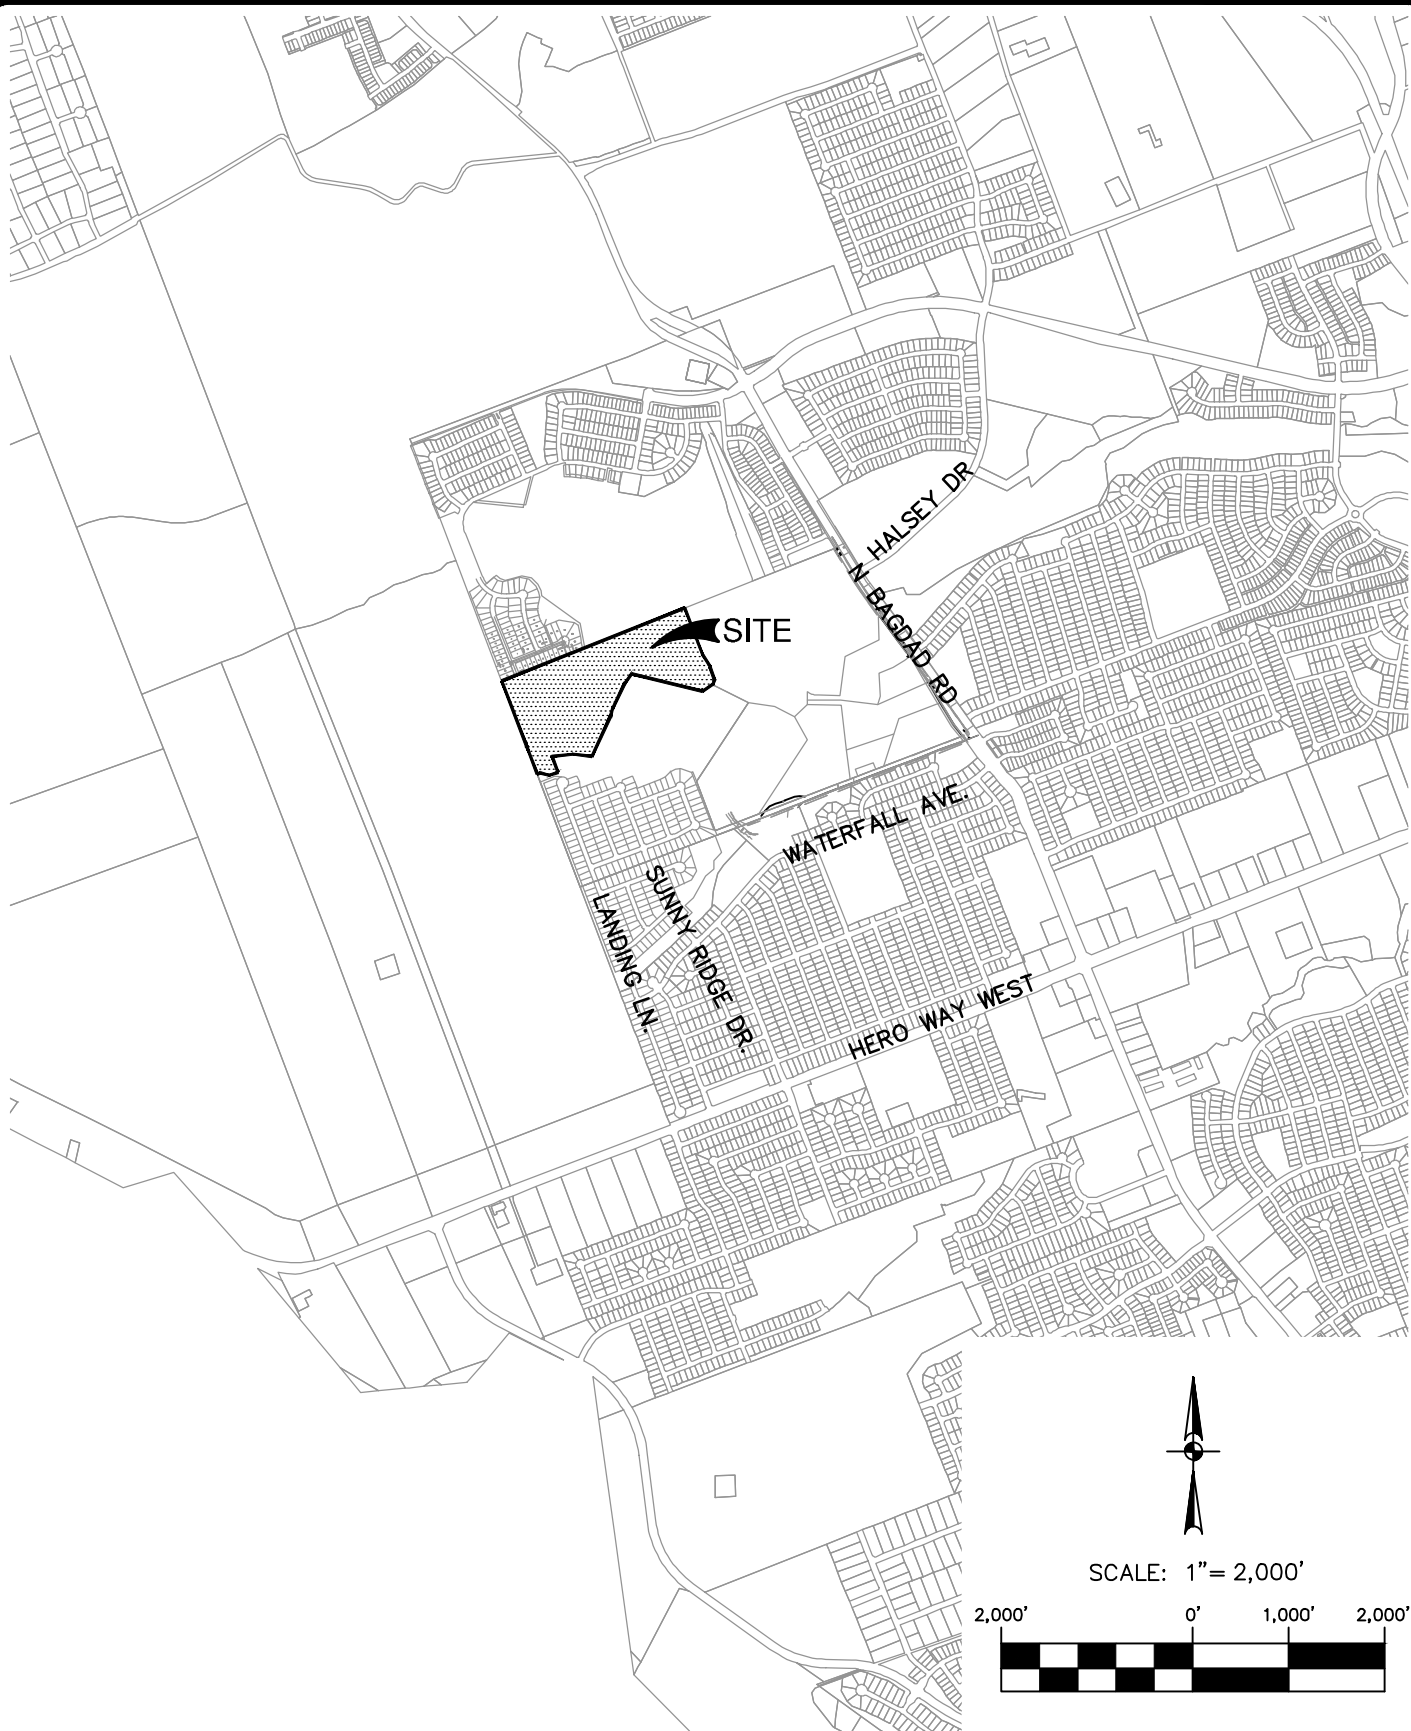 HALSEY DR
N BAGDAD RD
SITE
WATERFALL AVE.
SUNNY RIDGE DR.
LANDING LN.
HERO WAY WEST
SCALE: 1"= 2,000'
2,000' 0' 1,000' 2,000'